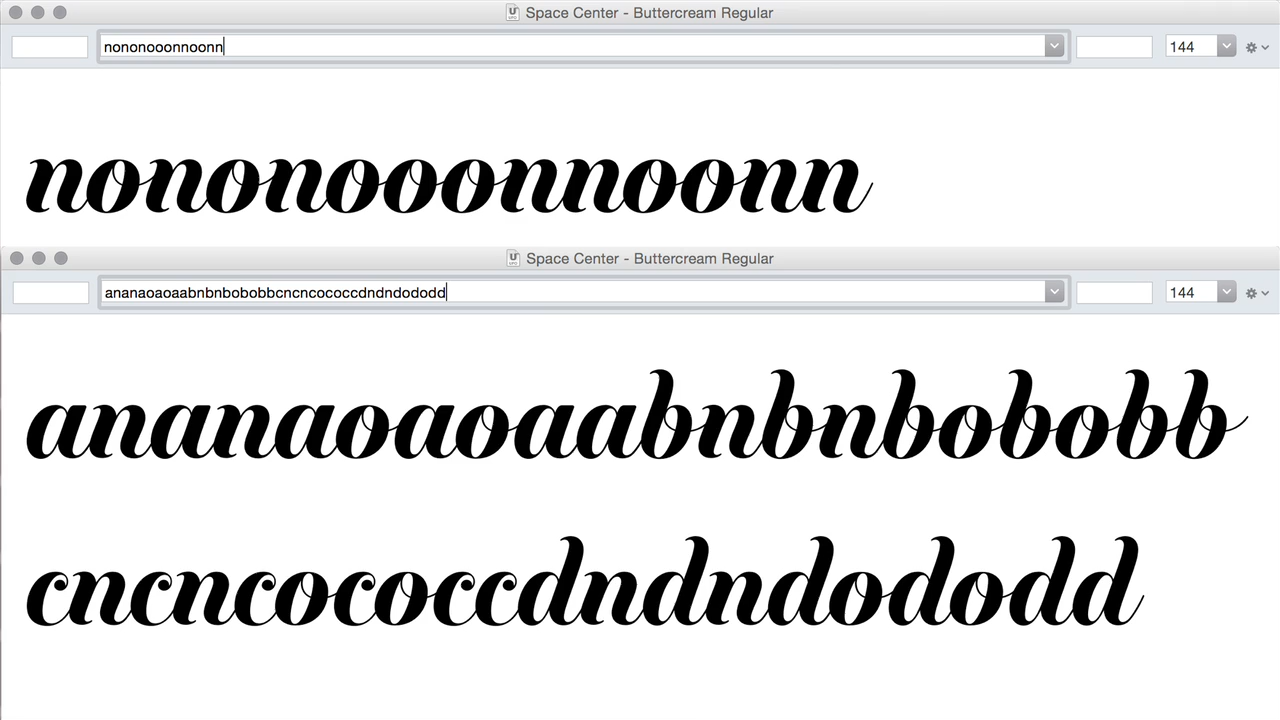 Space Center - Buttercream Regular
nononooonnoonn 144
nononooonnoonn
Space Center - Buttercream Regular
ananaoaoaabnbnbobobbcncncococcdndndododd 144
ananaoaoaabnbnbobobb
cncncococcdndndododd